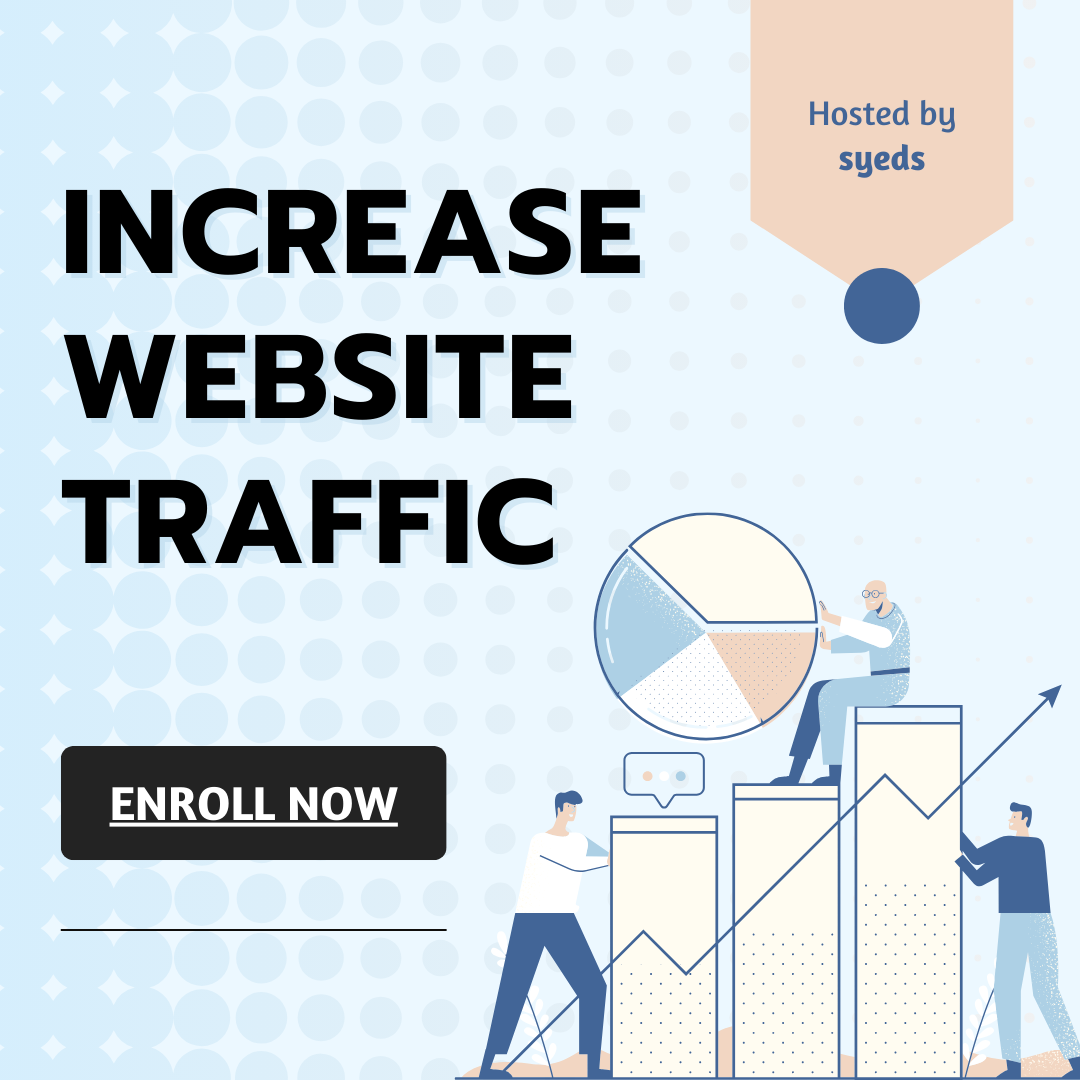 Hosted by
syeds
INCREASE
WEBSITE
TRAFFIC
ENROLL NOW